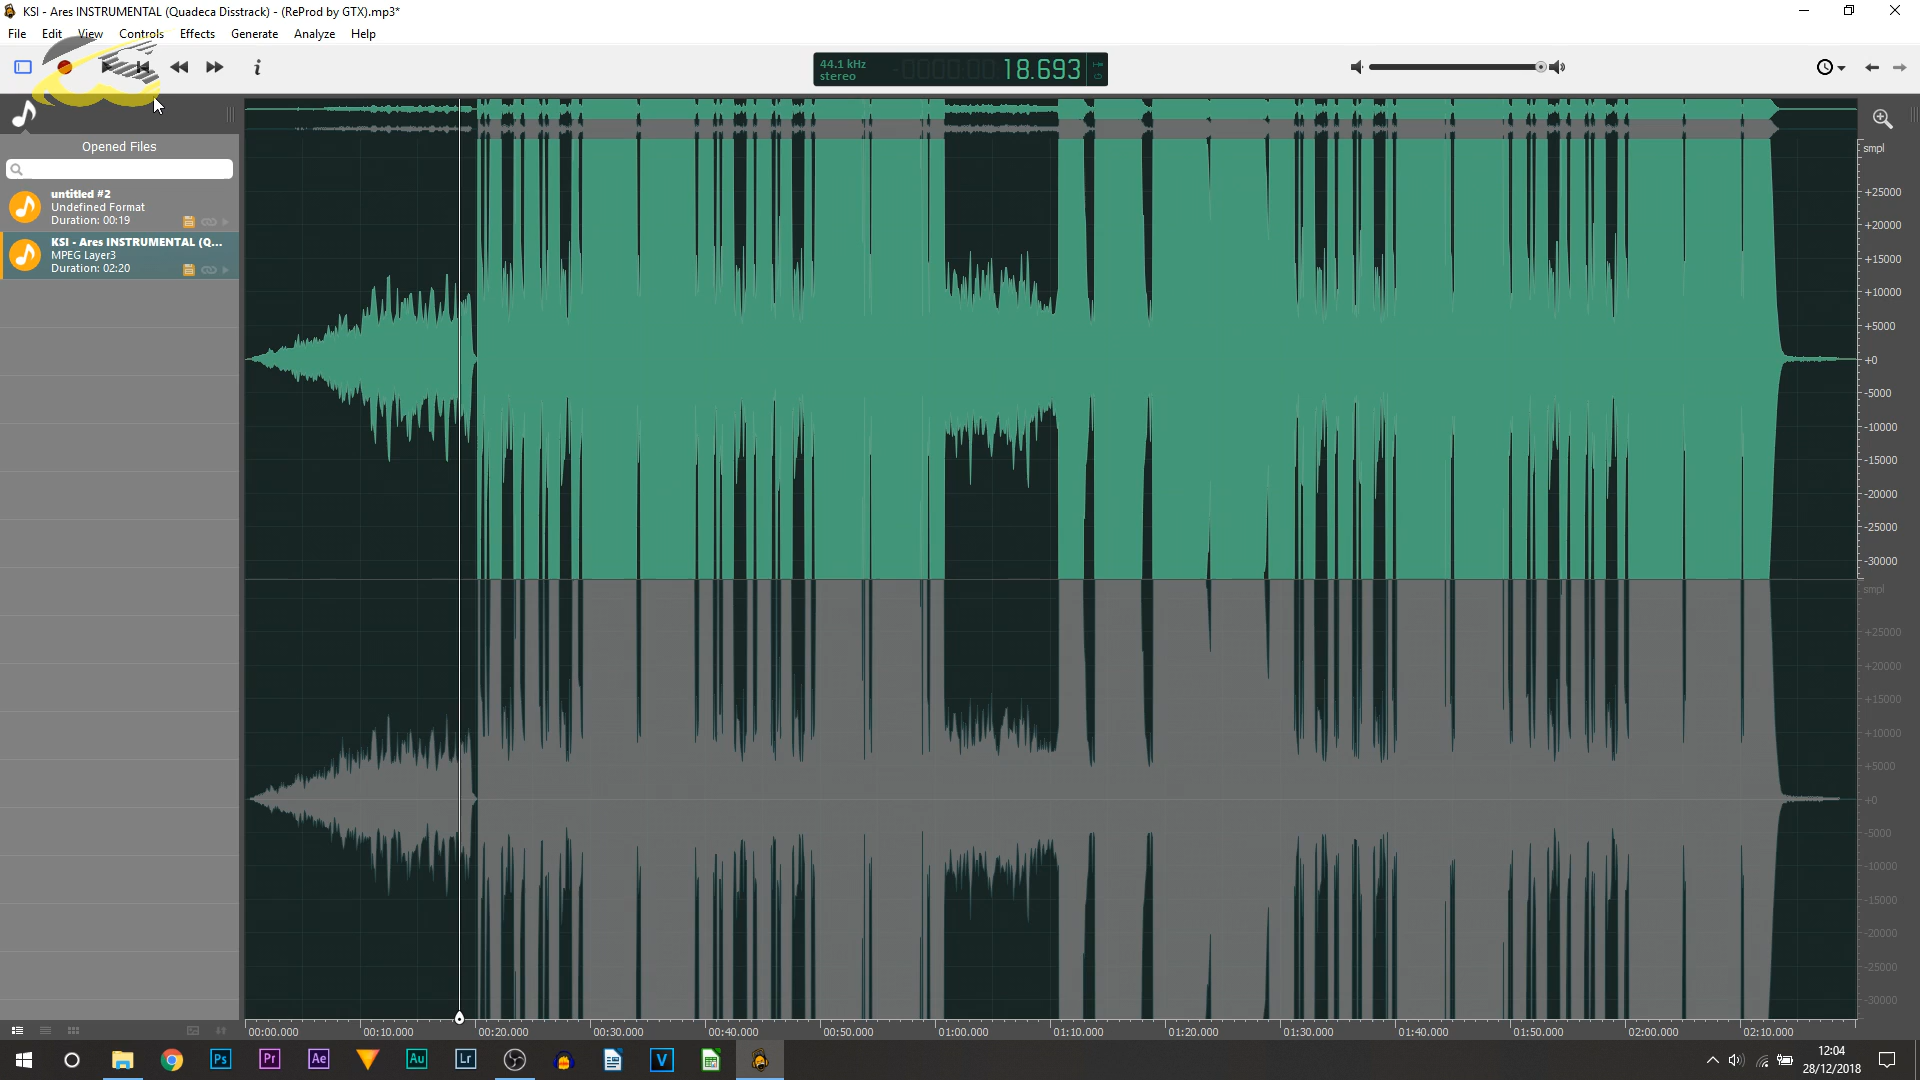 KSI - Ares INSTRUMENTAL (Quadeca Disstrack) - (ReProd by GTX).mp3*
File Edit View Controls Effects Generate Analyze Help
44.1 kHz
stereo
18.693
Opened Files
untitled #2
Undefined Format
Duration: 00:19
KSI - Ares INSTRUMENTAL (Q...
MPEG Layer3
Duration: 02:20
smpl
+25000
+20000
+15000
+10000
+5000
+0
-5000
-10000
-15000
-20000
-25000
-30000
smpl
+25000
+20000
+15000
+10000
+5000
+0
-5000
-10000
-15000
-20000
-25000
-30000
00:00.000 00:10.000 00:20.000 00:30.000 00:40.000 00:50.000 01:00.000 01:10.000 01:20.000 01:30.000 01:40.000 01:50.000 02:00.000 02:10.000
Ps Pr Ae Au Lr V
12:04
28/12/2018